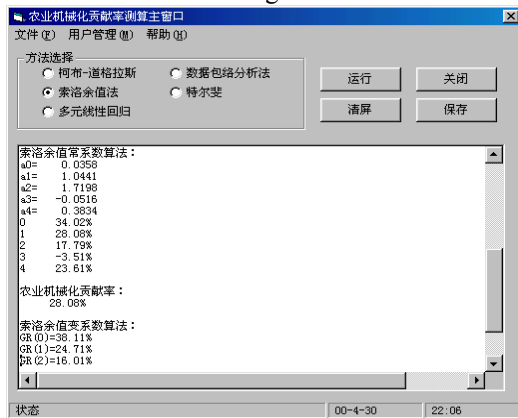 农业机械化贡献率测算主窗口
文件(F) 用户管理(M) 帮助(H)
方法选择
柯布-道格拉斯 数据包络分析法
索洛余值法 特尔斐
多元线性回归
运行 关闭
清屏 保存
索洛余值常系数算法：
a0= 0.0358
a1= 1.0441
a2= 1.7198
a3= -0.0516
a4= 0.3834
0 34.02%
1 28.08%
2 17.79%
3 -3.51%
4 23.61%
农业机械化贡献率：
28.08%
索洛余值变系数算法：
GR(0)=38.11%
GR(1)=24.71%
GR(2)=16.01%
状态 00-4-30 22:06